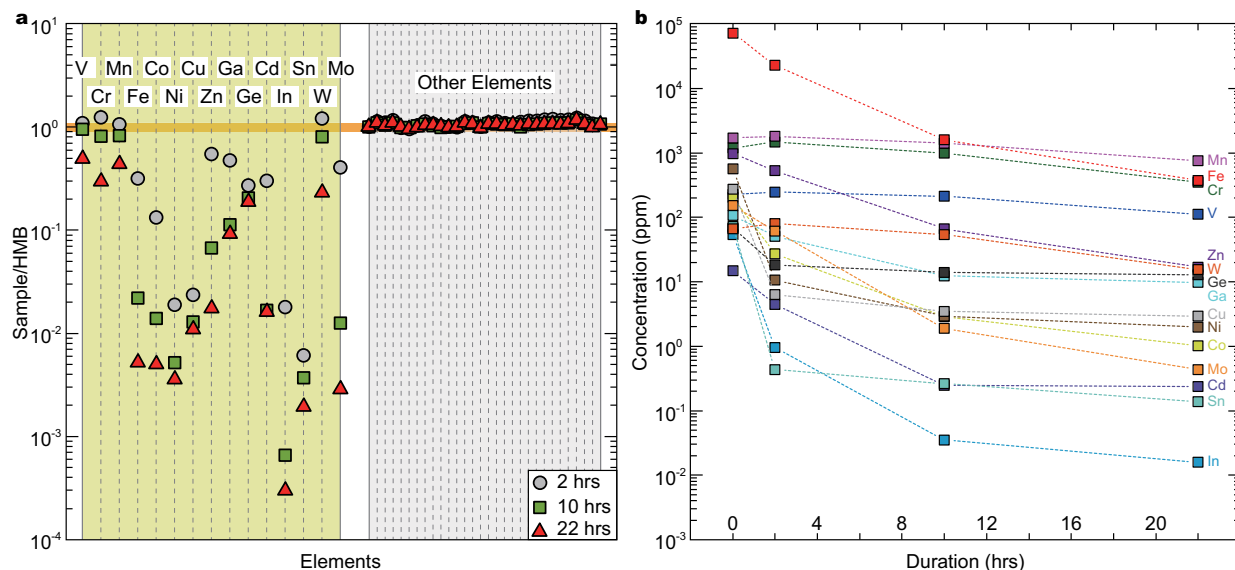 a
10^1
10^0
10^-1
10^-2
10^-3
10^-4
Sample/HMB
V Mn Co Cu Ga Cd Sn Mo
Cr Fe Ni Zn Ge In W
Other Elements
2 hrs
10 hrs
22 hrs
Elements
b
10^5
10^4
10^3
10^2
10^1
10^0
10^-1
10^-2
10^-3
Concentration (ppm)
Mn
Fe
Cr
V
Zn
W
Ge
Ga
Cu
Ni
Co
Mo
Cd
Sn
In
0 4 8 12 16 20
Duration (hrs)